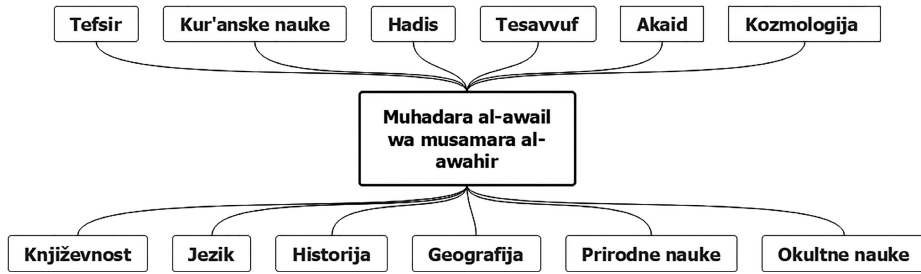 Tefsir
Kur'anske nauke
Hadis
Tesavvuf
Akaid
Kozmologija
Muhadara al-awail
wa musamara al-
awahir
Književnost
Jezik
Historija
Geografija
Prirodne nauke
Okultne nauke